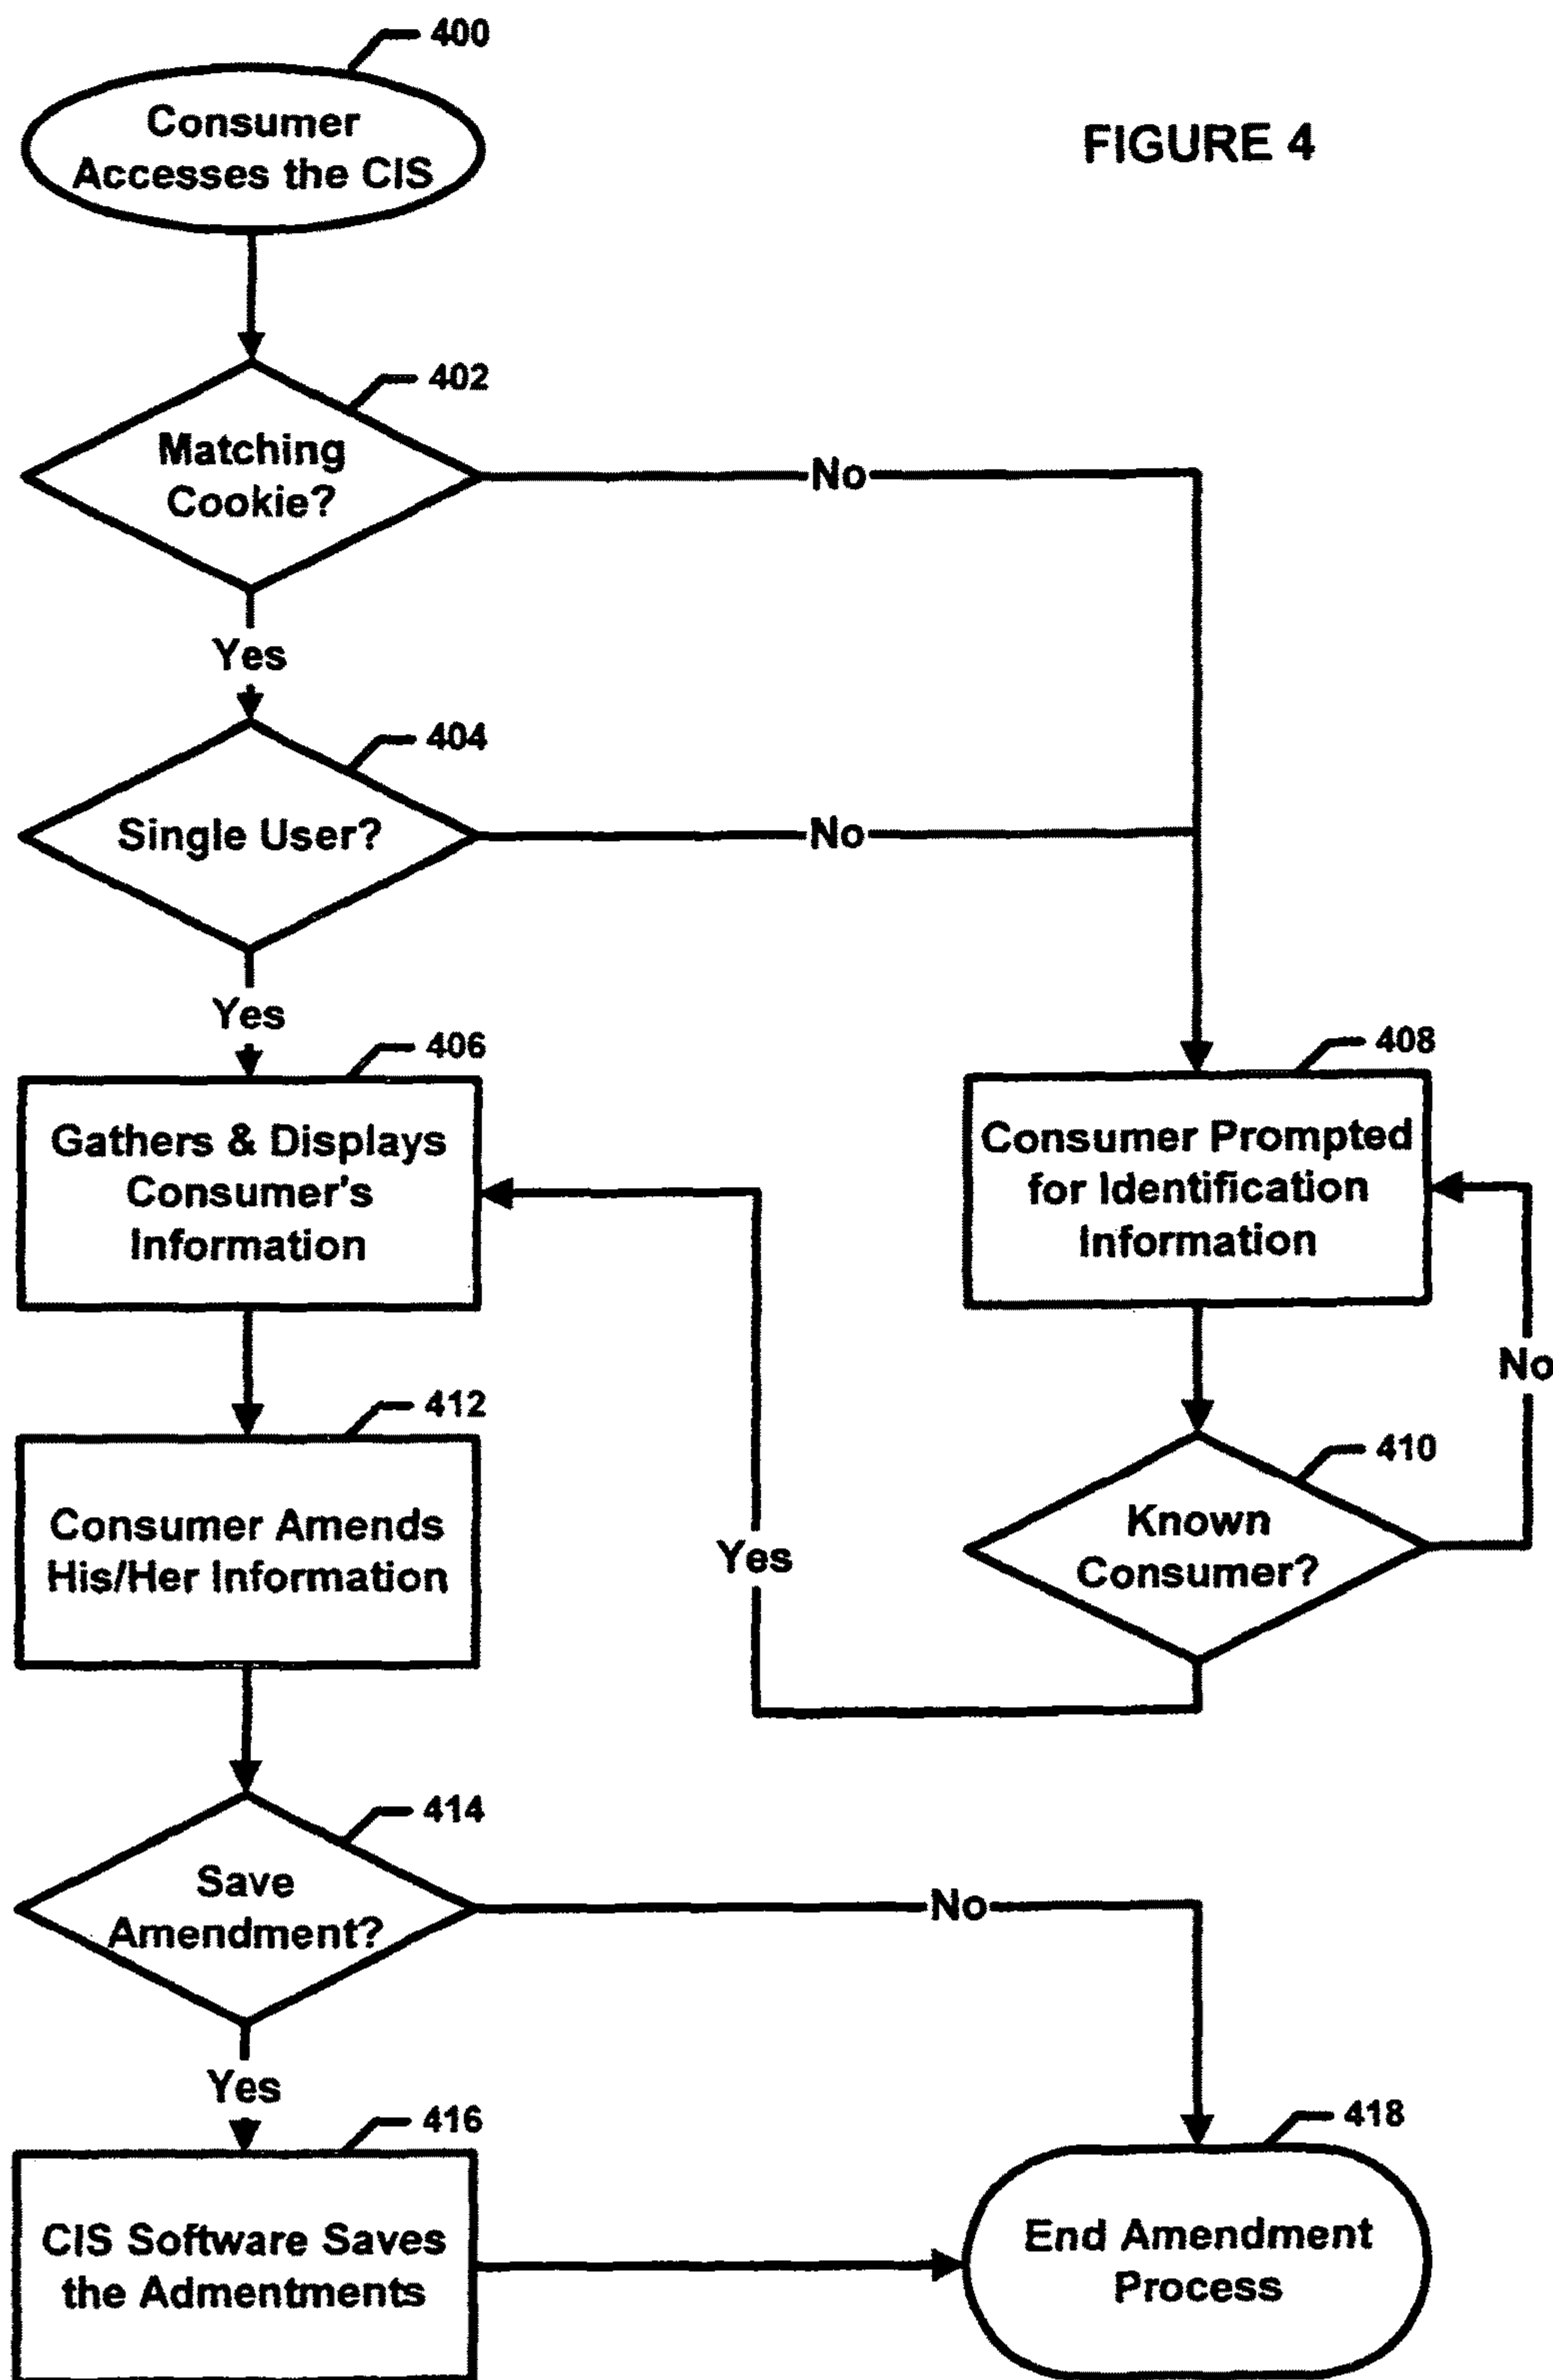 400
Consumer
Accesses the CIS
FIGURE 4
402
Matching
Cookie?
No
Yes
404
Single User?
No
Yes
406
Gathers & Displays
Consumer's
Information
408
Consumer Prompted
for Identification
Information
No
412
Consumer Amends
His/Her Information
410
Known
Consumer?
Yes
414
Save
Amendment?
No
Yes
416
CIS Software Saves
the Admentments
418
End Amendment
Process